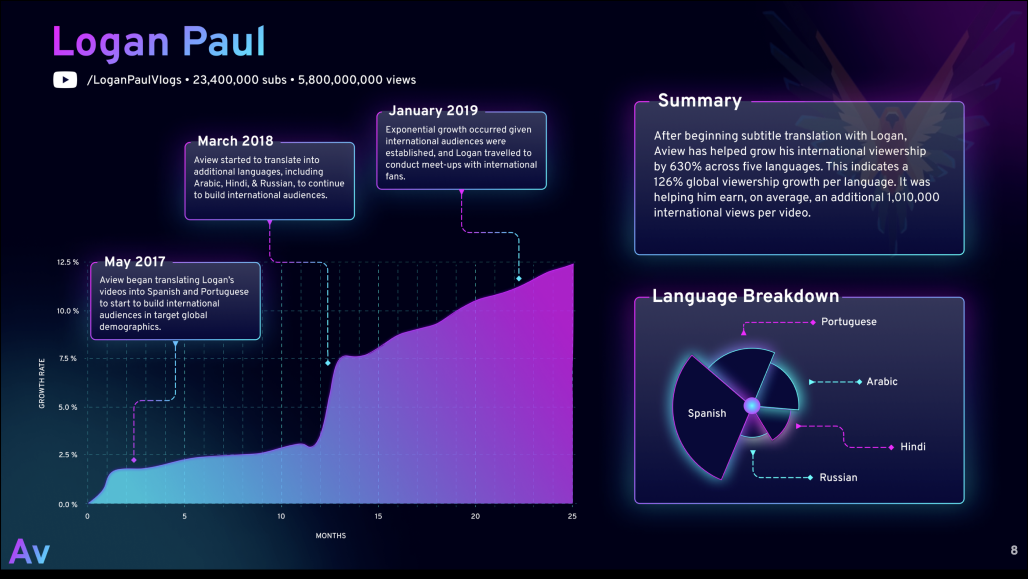 Logan Paul
/LoganPaulVlogs • 23,400,000 subs • 5,800,000,000 views
January 2019
Exponential growth occurred given
international audiences were
established, and Logan travelled to
conduct meet-ups with international
fans.
March 2018
Aview started to translate into
additional languages, including
Arabic, Hindi, & Russian, to continue
to build international audiences.
May 2017
Aview began translating Logan's
videos into Spanish and Portuguese
to start to build international
audiences in target global
demographics.
GROWTH RATE
12.5 %
10.0 %
7.5 %
5.0 %
2.5 %
0.0 %
0 5 10 15 20 25
MONTHS
Summary
After beginning subtitle translation with Logan,
Aview has helped grow his international viewership
by 630% across five languages. This indicates a
126% global viewership growth per language. It was
helping him earn, on average, an additional 1,010,000
international views per video.
Language Breakdown
Portuguese
Arabic
Spanish
Hindi
Russian
Av
8